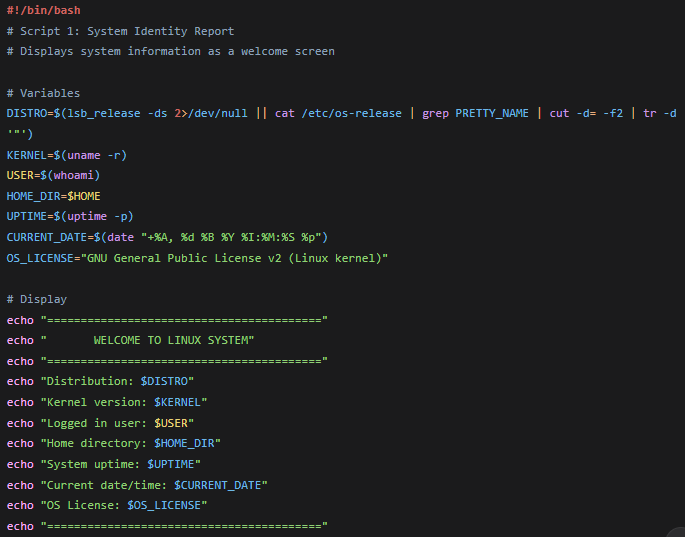 #!/bin/bash
# Script 1: System Identity Report
# Displays system information as a welcome screen
# Variables
DISTRO=$(lsb_release -ds 2>/dev/null || cat /etc/os-release | grep PRETTY_NAME | cut -d= -f2 | tr -d
'"')
KERNEL=$(uname -r)
USER=$(whoami)
HOME_DIR=$HOME
UPTIME=$(uptime -p)
CURRENT_DATE=$(date "+%A, %d %B %Y %I:%M:%S %p")
OS_LICENSE="GNU General Public License v2 (Linux kernel)"
# Display
echo "========================================="
echo "       WELCOME TO LINUX SYSTEM"
echo "========================================="
echo "Distribution: $DISTRO"
echo "Kernel version: $KERNEL"
echo "Logged in user: $USER"
echo "Home directory: $HOME_DIR"
echo "System uptime: $UPTIME"
echo "Current date/time: $CURRENT_DATE"
echo "OS License: $OS_LICENSE"
echo "========================================="